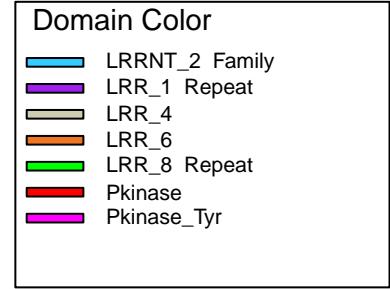 Domain Color
LRRNT_2 Family
LRR_1 Repeat
LRR_4
LRR_6
LRR_8 Repeat
Pkinase
Pkinase_Tyr